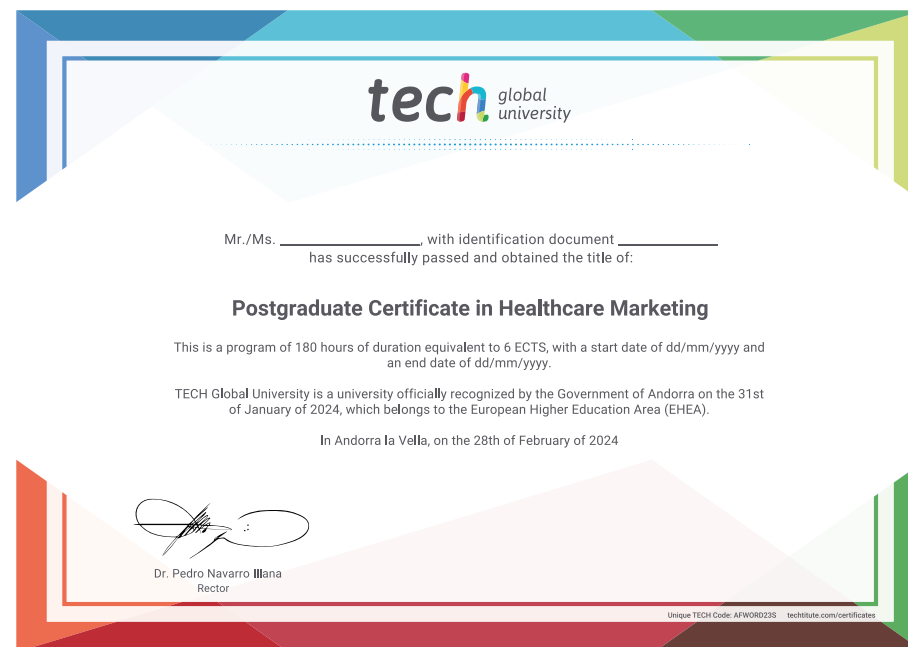 tech global
university
Mr./Ms. ____________, with identification document ____________
has successfully passed and obtained the title of:
Postgraduate Certificate in Healthcare Marketing
This is a program of 180 hours of duration equivalent to 6 ECTS, with a start date of dd/mm/yyyy and
an end date of dd/mm/yyyy.
TECH Global University is a university officially recognized by the Government of Andorra on the 31st
of January of 2024, which belongs to the European Higher Education Area (EHEA).
In Andorra la Vella, on the 28th of February of 2024
Dr. Pedro Navarro Illana
Rector
Unique TECH Code: AFWORD23S techtitute.com/certificates